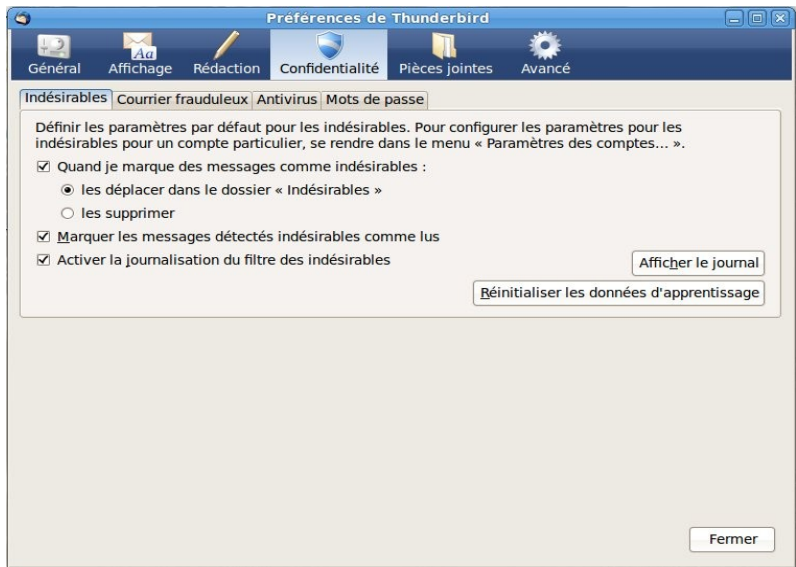 Préférences de Thunderbird
Aa
Général Affichage Rédaction Confidentialité Pièces jointes Avancé
Indésirables Courrier frauduleux Antivirus Mots de passe
Définir les paramètres par défaut pour les indésirables. Pour configurer les paramètres pour les
indésirables pour un compte particulier, se rendre dans le menu « Paramètres des comptes... ».
Quand je marque des messages comme indésirables :
les déplacer dans le dossier « Indésirables »
les supprimer
Marquer les messages détectés indésirables comme lus
Activer la journalisation du filtre des indésirables
Afficher le journal
Réinitialiser les données d'apprentissage
Fermer